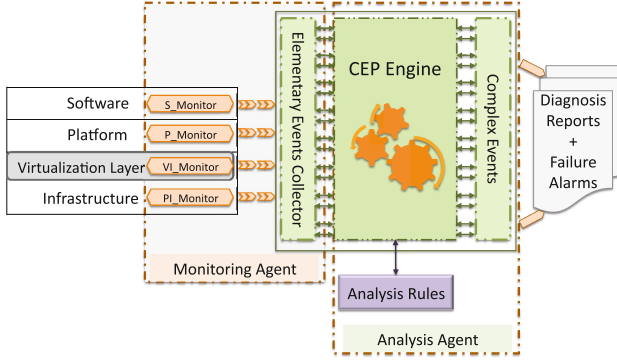 Software
S_Monitor
Platform
P_Monitor
Virtualization Layer
VI_Monitor
Infrastructure
PI_Monitor
Monitoring Agent
Elementary Events Collector
CEP Engine
Complex Events
Analysis Rules
Analysis Agent
Diagnosis
Reports
+
Failure
Alarms